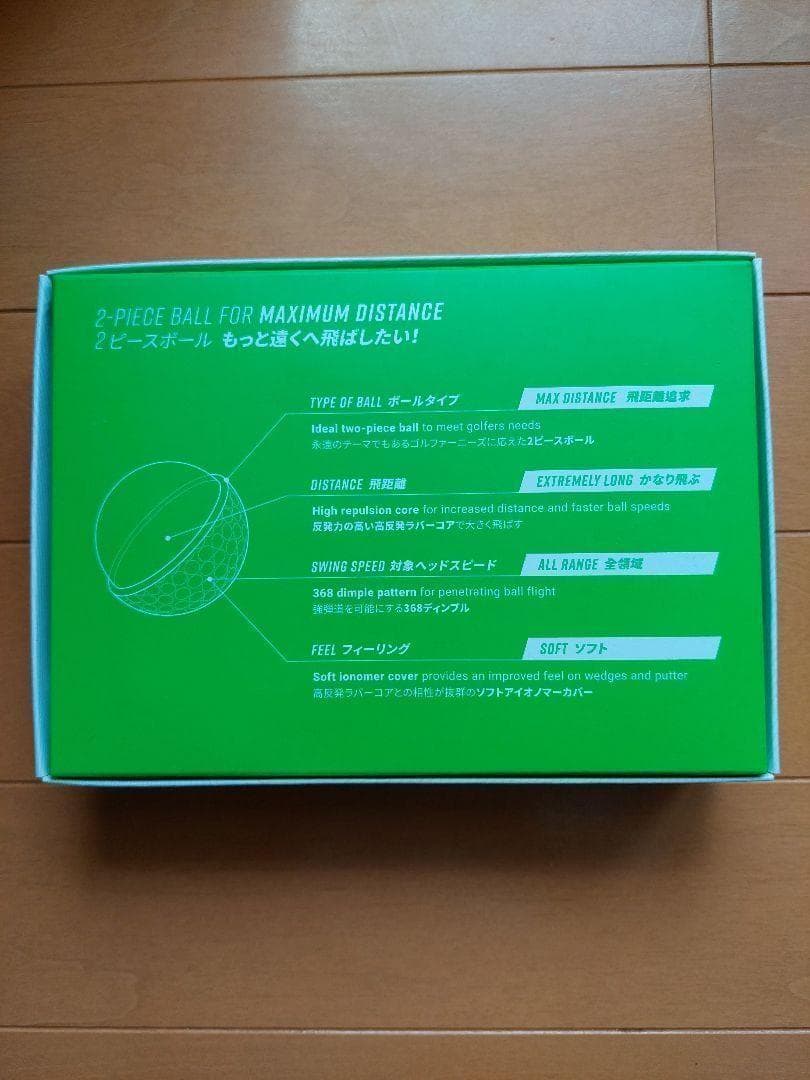 2-PIECE BALL FOR MAXIMUM DISTANCE
2ピースボール もっと遠くへ飛ばしたい!
TYPE OF BALL ボールタイプ
MAX DISTANCE 飛距離追求
Ideal two-piece ball to meet golfers needs
永遠のテーマでもあるゴルファーニーズに応えた2ピースボール
DISTANCE 飛距離
EXTREMELY LONG かなり飛ぶ
High repulsion core for increased distance and faster ball speeds
反発力の高い高反発ラバーコアで大きく飛ばす
SWING SPEED 対象ヘッドスピード
ALL RANGE 全領域
368 dimple pattern for penetrating ball flight
強弾道を可能にする368ディンプル
FEEL フィーリング
SOFT ソフト
Soft ionomer cover provides an improved feel on wedges and putter
高反発ラバーコアとの相性が抜群のソフトアイオノマーカバー